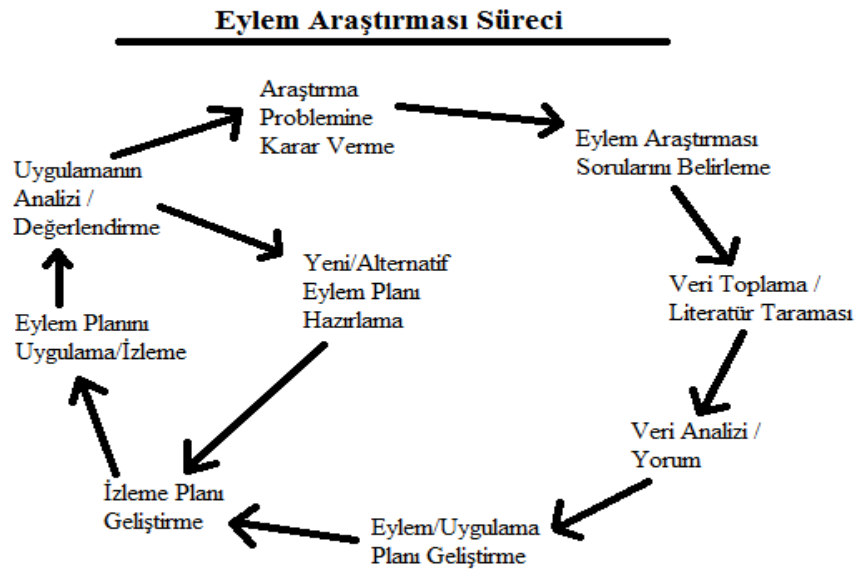 Eylem Araştırması Süreci
Araştırma
Problemine
Karar Verme
Eylem Araştırması
Sorularını Belirleme
Veri Toplama /
Literatür Taraması
Veri Analizi /
Yorum
Eylem/Uygulama
Planı Geliştirme
İzleme Planı
Geliştirme
Eylem Planını
Uygulama/İzleme
Uygulamanın
Analizi /
Değerlendirme
Yeni/Alternatif
Eylem Planı
Hazırlama